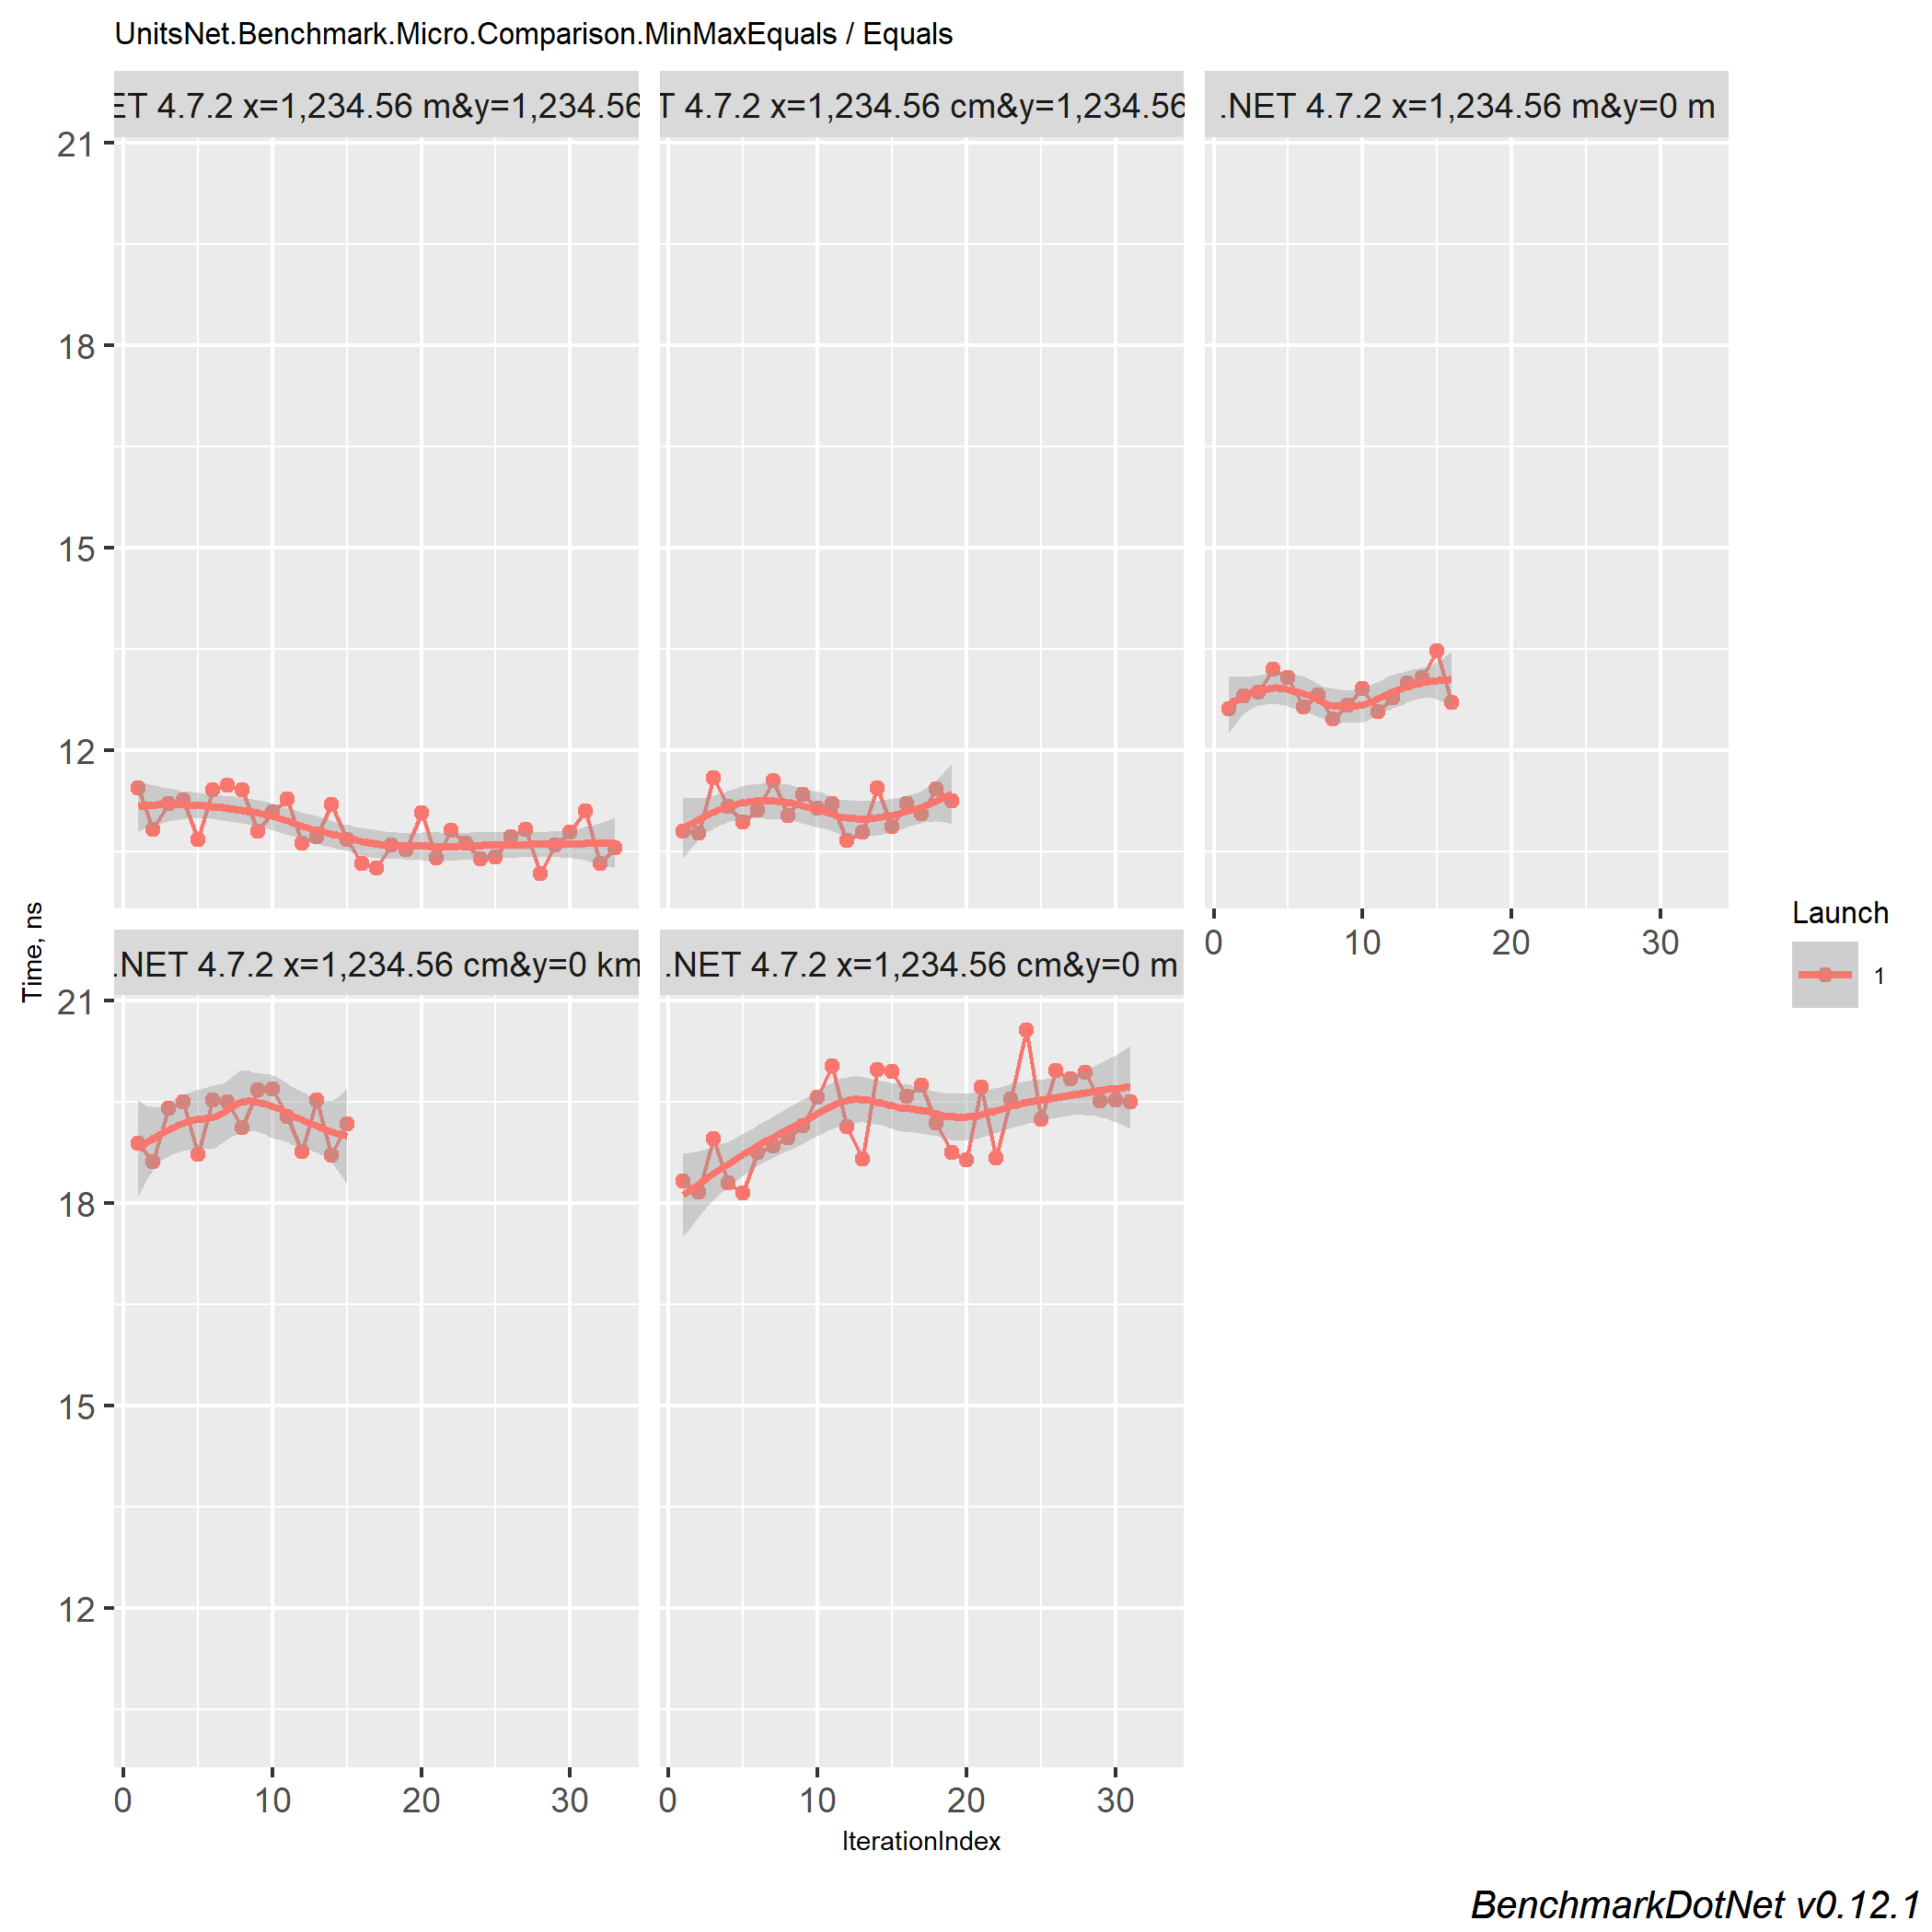 UnitsNet.Benchmark.Micro.Comparison.MinMaxEquals / Equals
ET 4.7.2 x=1,234.56 m&y=1,234.56
T 4.7.2 x=1,234.56 cm&y=1,234.56
.NET 4.7.2 x=1,234.56 m&y=0 m
21
18
15
12
0 10 20 30
Time, ns
Launch
1
.NET 4.7.2 x=1,234.56 cm&y=0 km
.NET 4.7.2 x=1,234.56 cm&y=0 m
21
18
15
12
0 10 20 30
0 10 20 30
IterationIndex
BenchmarkDotNet v0.12.1